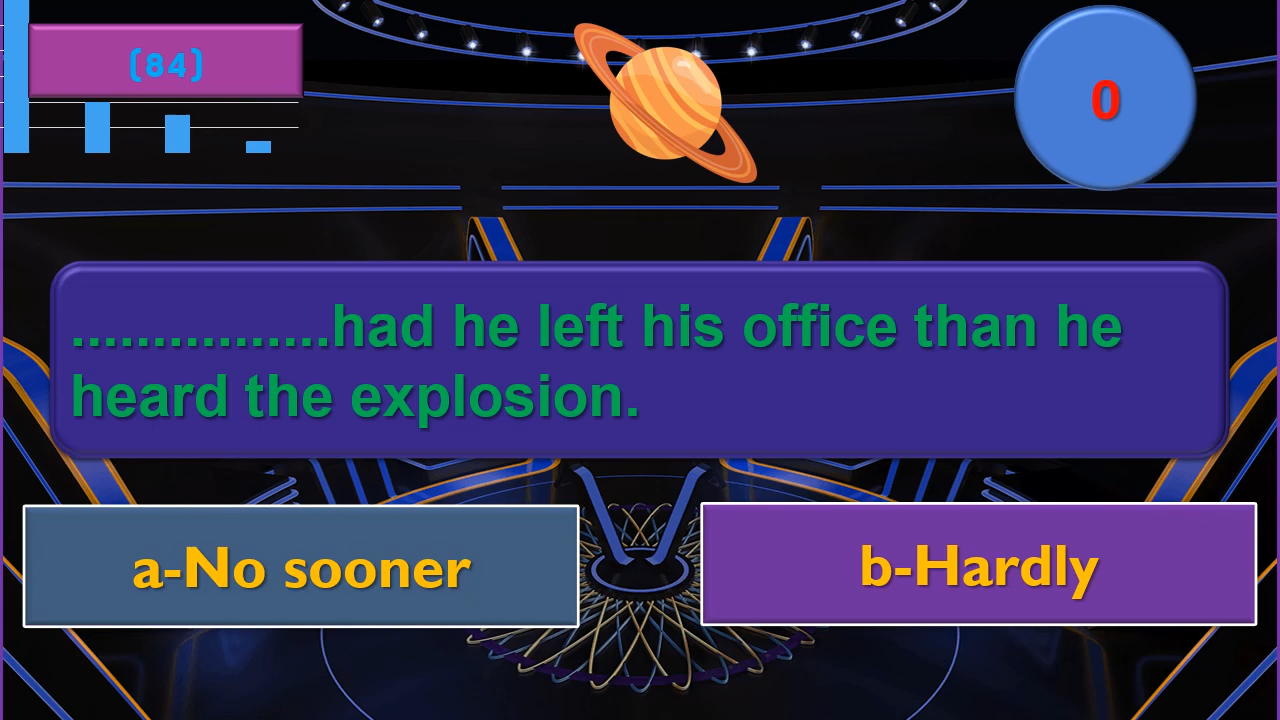 (84)
0
................had he left his office than he
heard the explosion.
a-No sooner
b-Hardly